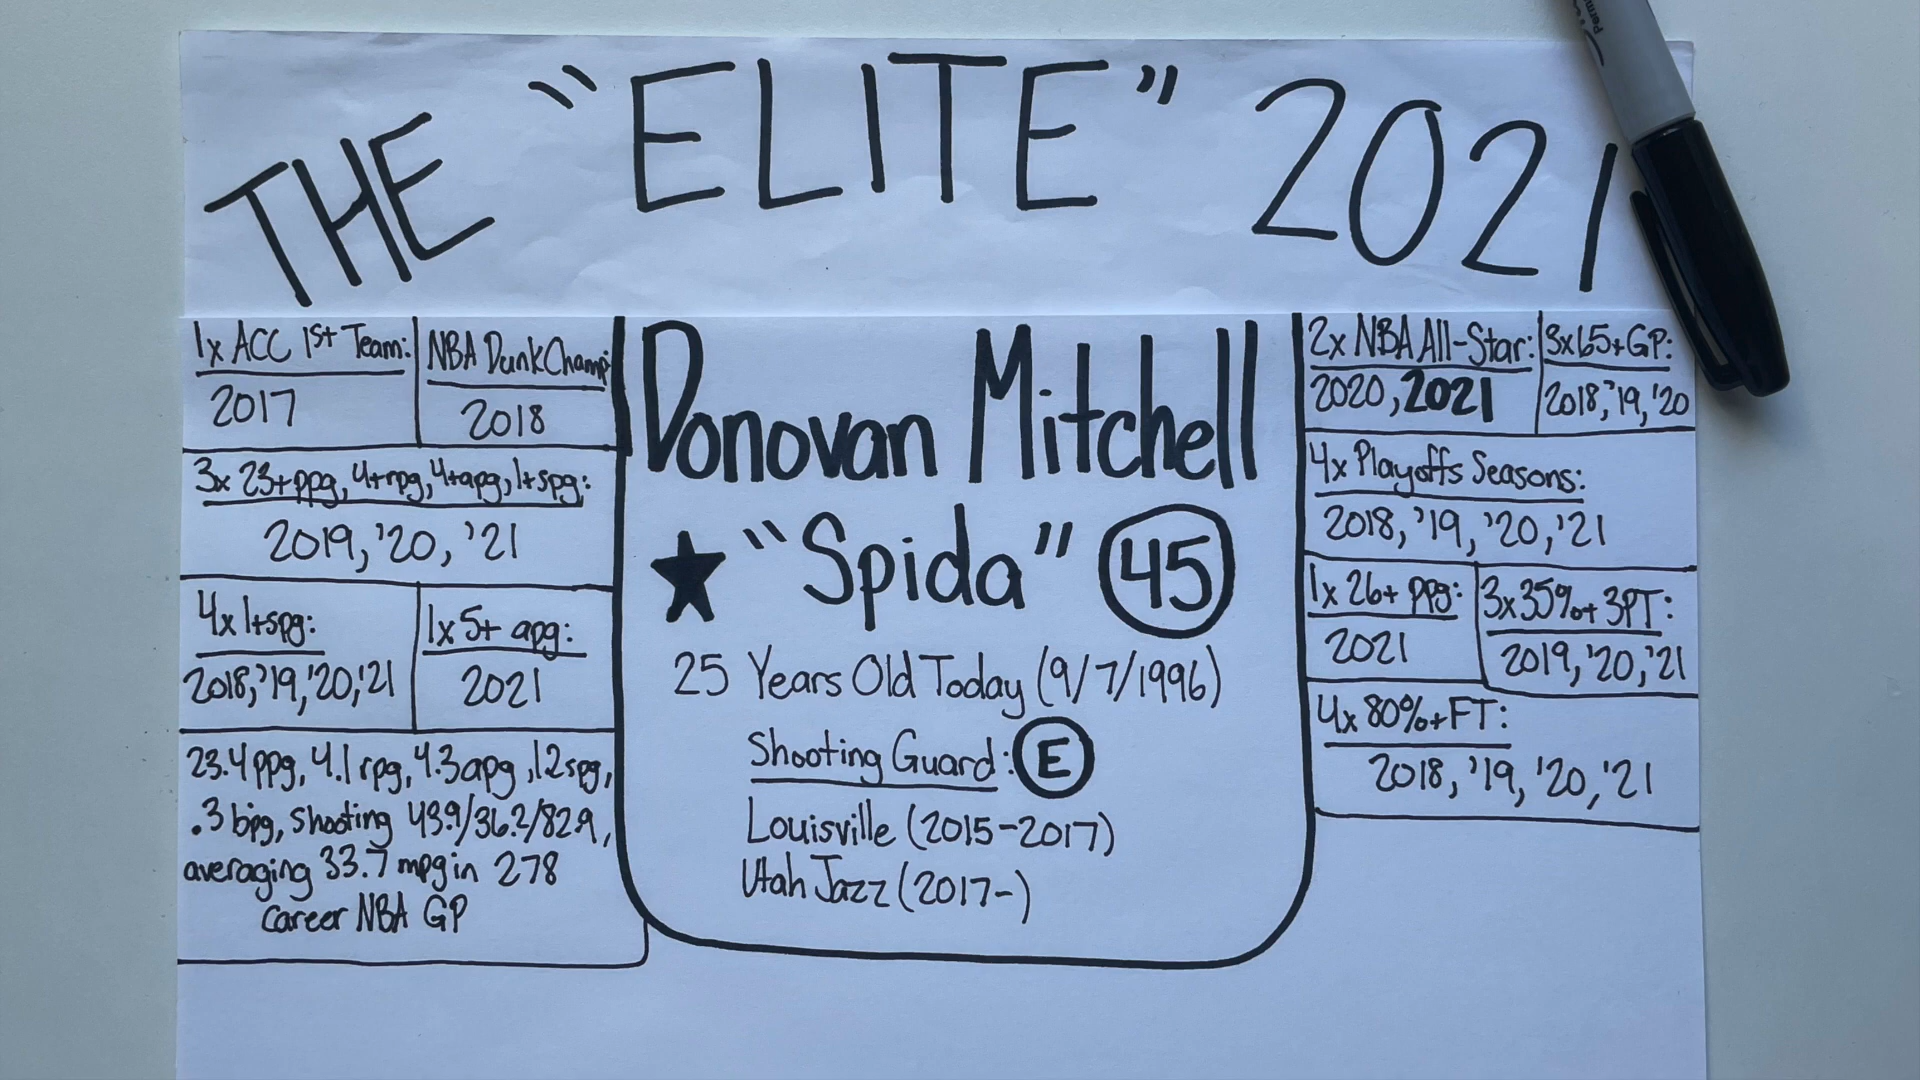 THE "ELITE" 2021
1x ACC 1st Team:
2017
NBA Dunk Champ
2018
3x 23+ppg, 4+rpg, 4+apg, 1+spg:
2019, '20, '21
4x 1+spg:
2018, '19, '20, '21
1x 5+ apg:
2021
23.4 ppg, 4.1 rpg, 4.3 apg, 1.2 spg,
.3 bpg, shooting 43.9/36.2/82.9,
averaging 33.7 mpg in 278
career NBA GP
Donovan Mitchell
★ "Spida" 45
25 Years Old Today (9/7/1996)
Shooting Guard: E
Louisville (2015-2017)
Utah Jazz (2017-)
2x NBA All-Star:
2020, 2021
3x65+GP:
2018, '19, '20
4x Playoffs Seasons:
2018, '19, '20, '21
1x 26+ ppg:
2021
3x35%+ 3PT:
2019, '20, '21
4x 80%+FT:
2018, '19, '20, '21